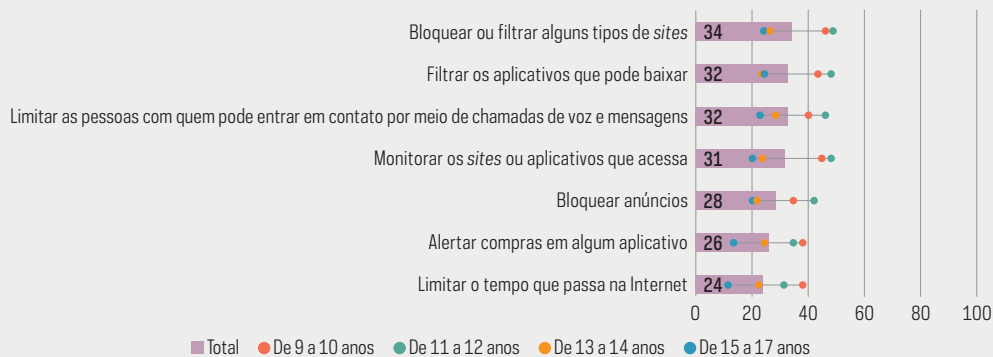 Bloquear ou filtrar alguns tipos de sites 34
Filtrar os aplicativos que pode baixar 32
Limitar as pessoas com quem pode entrar em contato por meio de chamadas de voz e mensagens 32
Monitorar os sites ou aplicativos que acessa 31
Bloquear anúncios 28
Alertar compras em algum aplicativo 26
Limitar o tempo que passa na Internet 24
0 20 40 60 80 100
Total De 9 a 10 anos De 11 a 12 anos De 13 a 14 anos De 15 a 17 anos